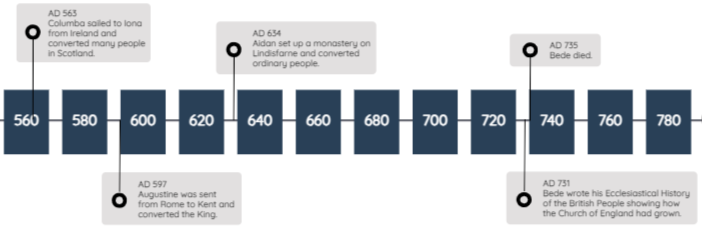 AD 563
Columba sailed to Iona
from Ireland and
converted many people
in Scotland.
AD 634
Aidan set up a monastery on
Lindisfarne and converted
ordinary people.
AD 735
Bede died.
560 580 600 620 640 660 680 700 720 740 760 780
AD 597
Augustine was sent
from Rome to Kent and
converted the King.
AD 731
Bede wrote his Ecclesiastical History
of the British People showing how
the Church of England had grown.